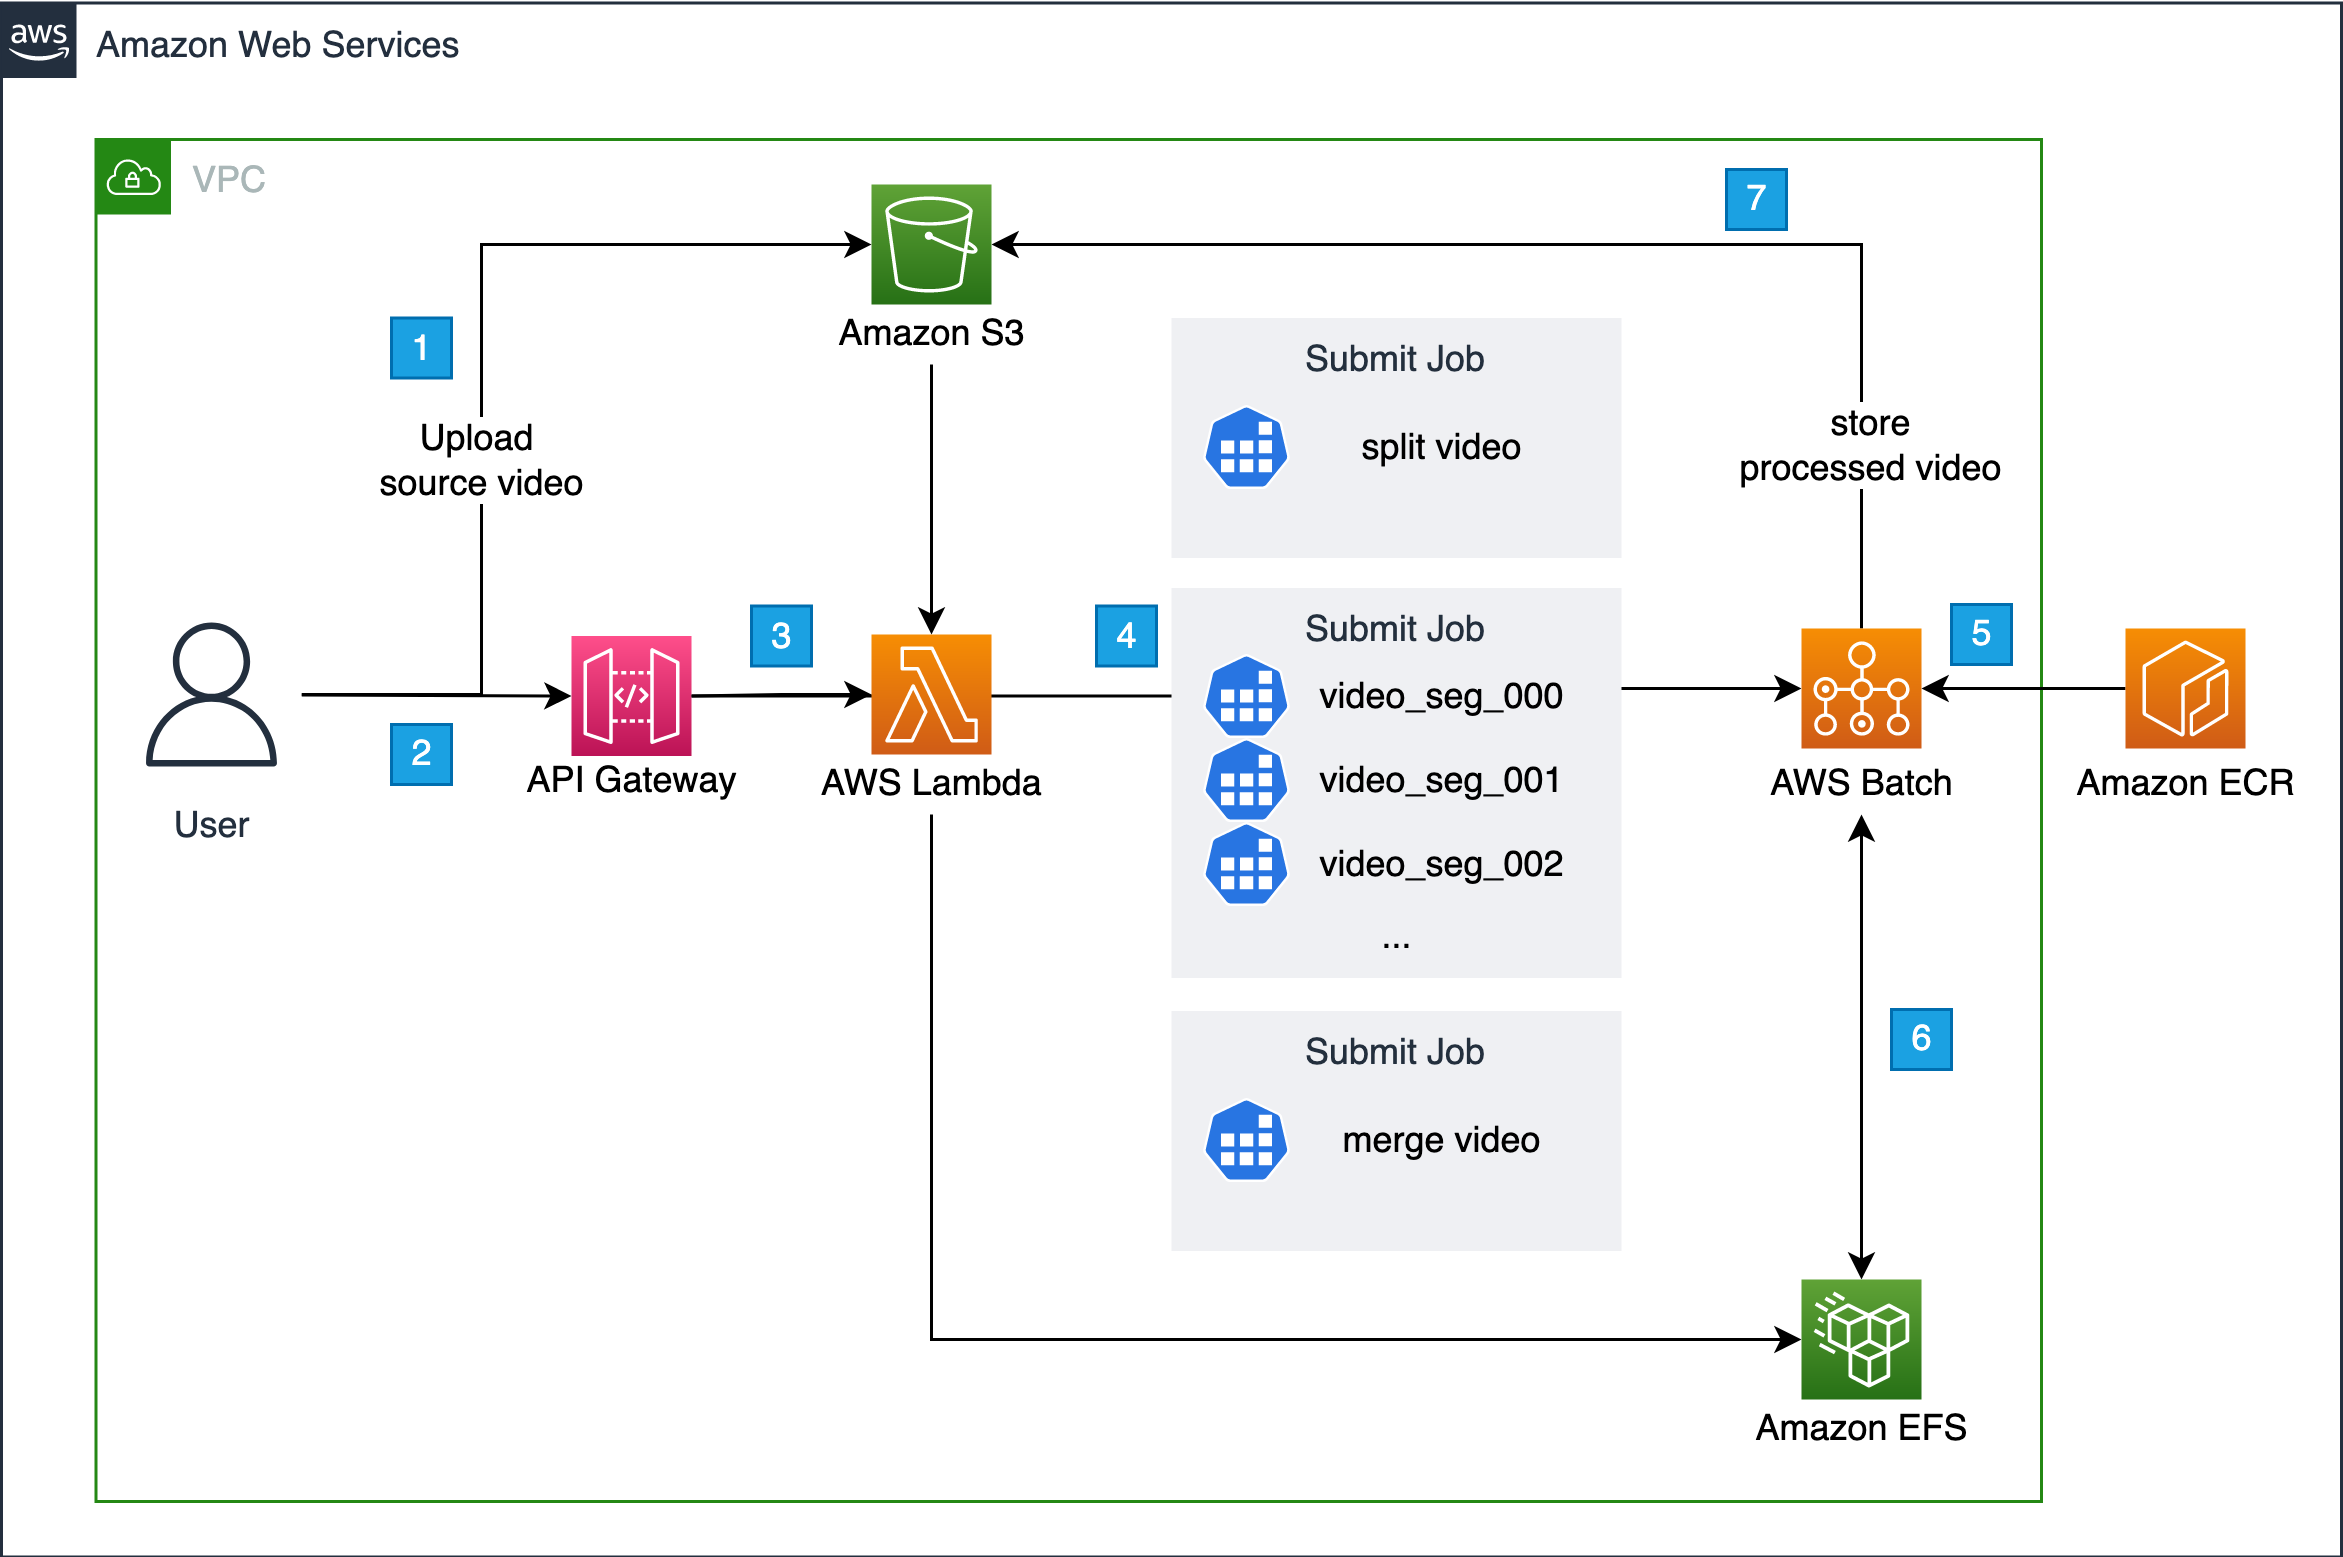 aws
Amazon Web Services
VPC
7
1
Amazon S3
Submit Job
split video
Upload
source video
store
processed video
3
4
Submit Job
5
2
</>
video_seg_000
video_seg_001
video_seg_002
...
User
API Gateway
AWS Lambda
AWS Batch
Amazon ECR
6
Submit Job
merge video
Amazon EFS